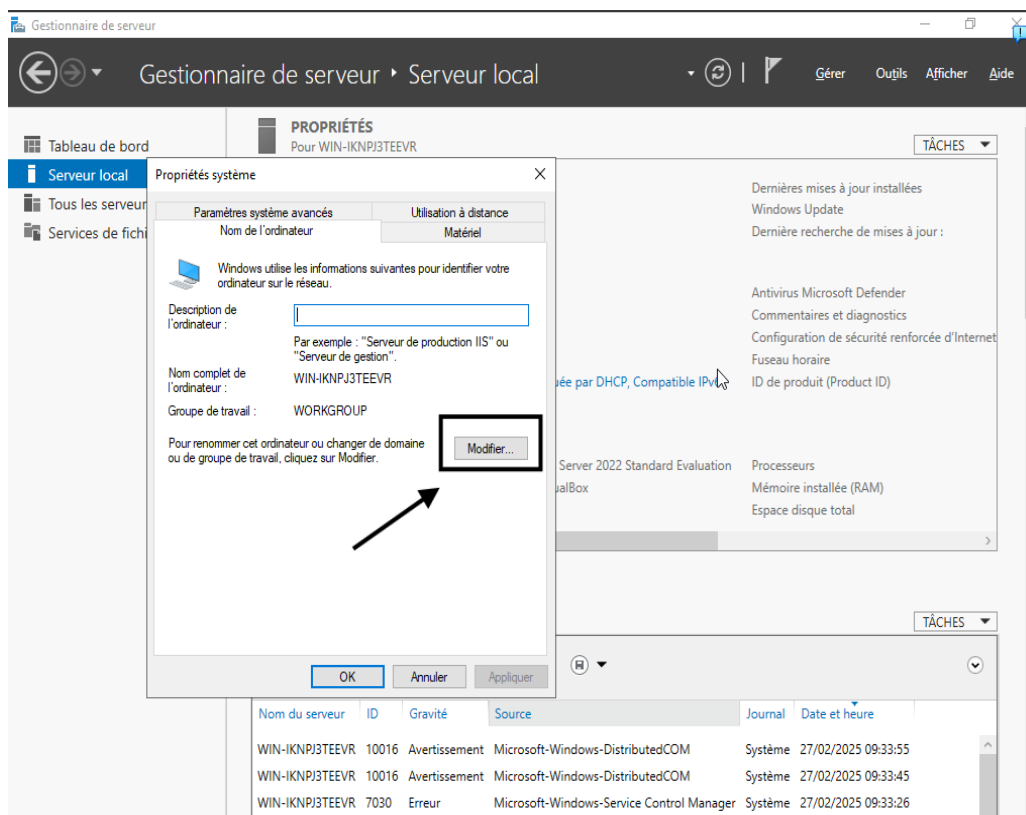 Gestionnaire de serveur
Gestionnaire de serveur ‣ Serveur local
Gérer Outils Afficher Aide
Tableau de bord
Serveur local
Tous les serveur
Services de fichi
PROPRIÉTÉS
Pour WIN-IKNPJ3TEEVR
TÂCHES
Propriétés système
Paramètres système avancés Utilisation à distance
Nom de l'ordinateur Matériel
Windows utilise les informations suivantes pour identifier votre
ordinateur sur le réseau.
Description de
l'ordinateur :
Par exemple : "Serveur de production IIS" ou
"Serveur de gestion".
Nom complet de
l'ordinateur :
WIN-IKNPJ3TEEVR
Groupe de travail : WORKGROUP
Pour renommer cet ordinateur ou changer de domaine
ou de groupe de travail, cliquez sur Modifier.
Modifier...
OK Annuler Appliquer
Dernières mises à jour installées
Windows Update
Dernière recherche de mises à jour :
Antivirus Microsoft Defender
Commentaires et diagnostics
Configuration de sécurité renforcée d'Internet
Fuseau horaire
uée par DHCP, Compatible IPv6 ID de produit (Product ID)
Server 2022 Standard Evaluation Processeurs
ualBox Mémoire installée (RAM)
Espace disque total
TÂCHES
Nom du serveur ID Gravité Source Journal Date et heure
WIN-IKNPJ3TEEVR 10016 Avertissement Microsoft-Windows-DistributedCOM Système 27/02/2025 09:33:55
WIN-IKNPJ3TEEVR 10016 Avertissement Microsoft-Windows-DistributedCOM Système 27/02/2025 09:33:45
WIN-IKNPJ3TEEVR 7030 Erreur Microsoft-Windows-Service Control Manager Système 27/02/2025 09:33:26